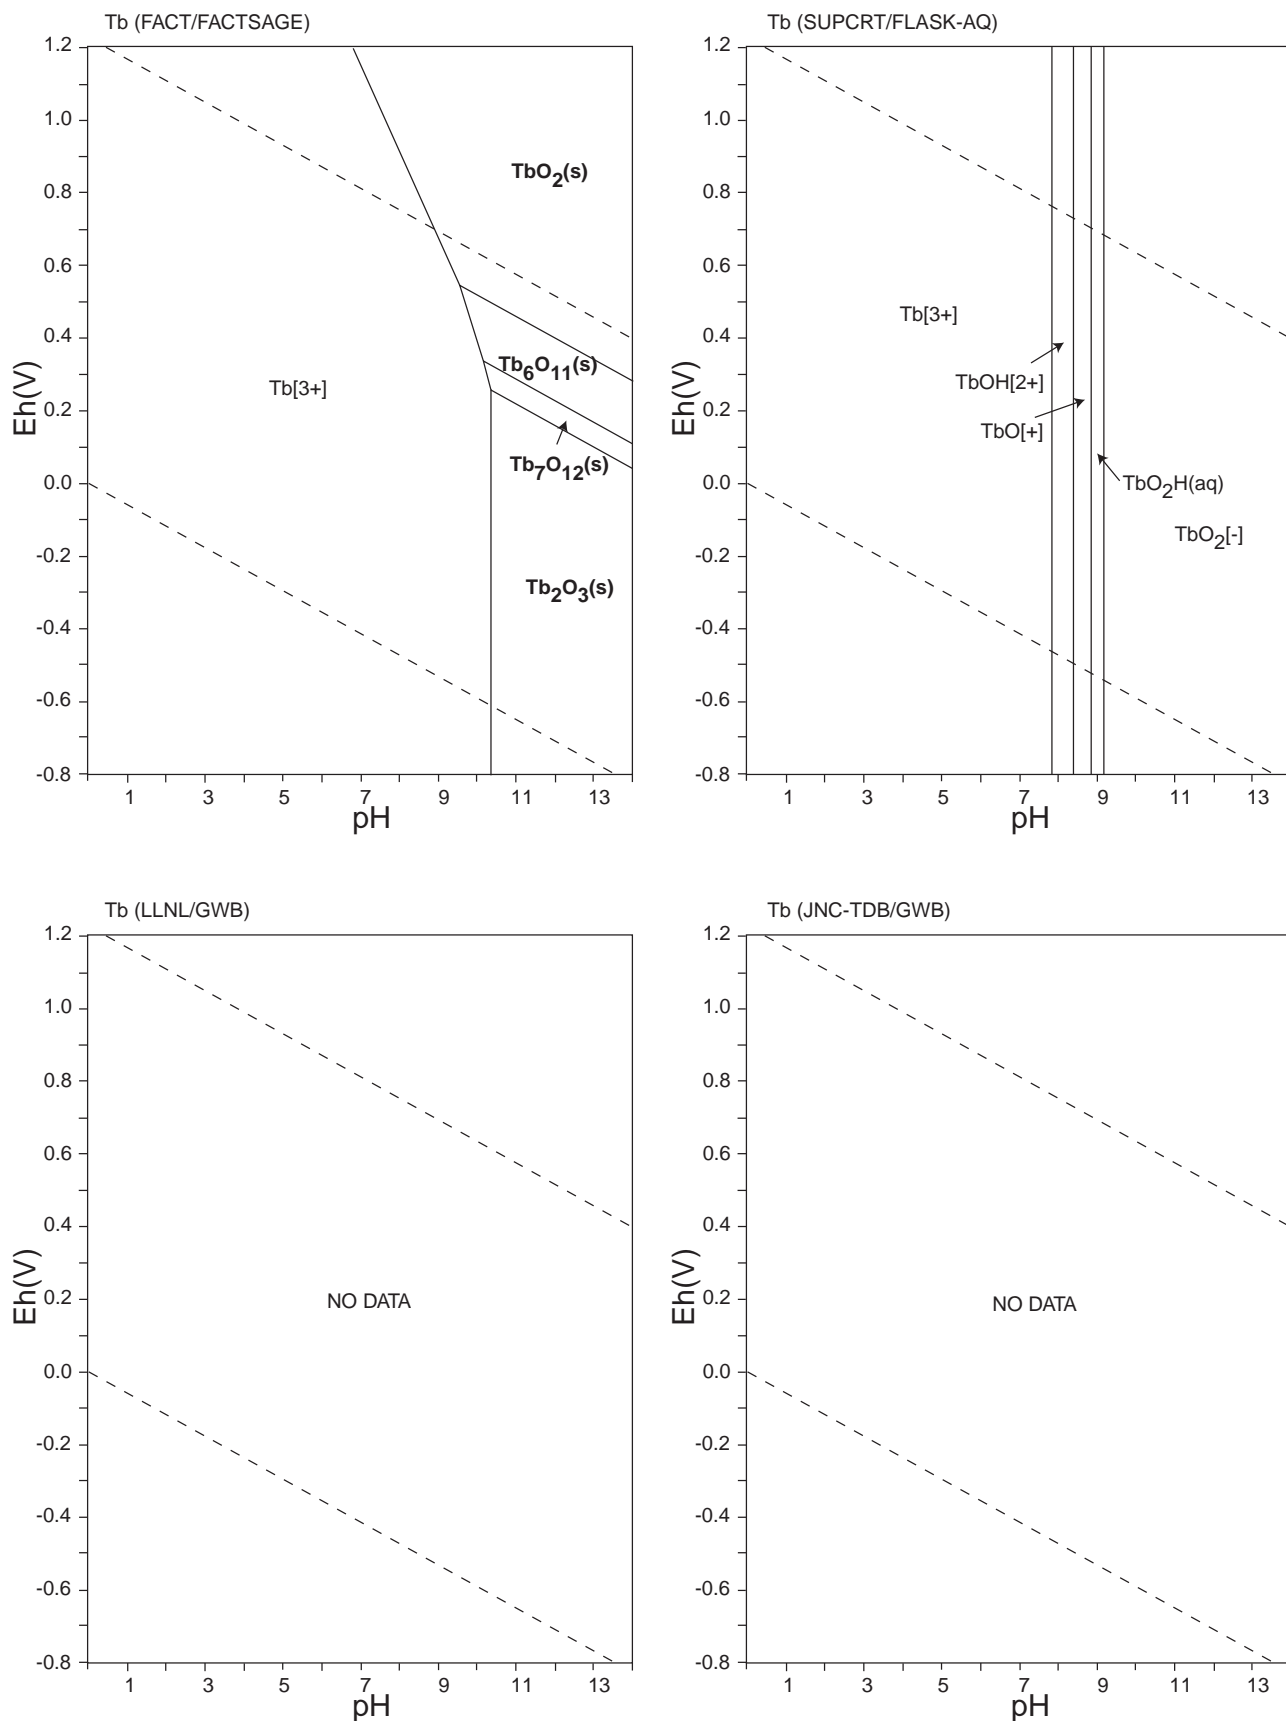 Tb (FACT/FACTSAGE)
1.2
1.0
0.8
0.6
0.4
0.2
0.0
-0.2
-0.4
-0.6
-0.8
Eh(V)
TbO2(s)
Tb6O11(s)
Tb[3+]
Tb7O12(s)
Tb2O3(s)
1 3 5 7 9 11 13
pH
Tb (SUPCRT/FLASK-AQ)
1.2
1.0
0.8
0.6
0.4
0.2
0.0
-0.2
-0.4
-0.6
-0.8
Eh(V)
Tb[3+]
TbOH[2+]
TbO[+]
TbO2H(aq)
TbO2[-]
1 3 5 7 9 11 13
pH
Tb (LLNL/GWB)
1.2
1.0
0.8
0.6
0.4
0.2
0.0
-0.2
-0.4
-0.6
-0.8
Eh(V)
NO DATA
1 3 5 7 9 11 13
pH
Tb (JNC-TDB/GWB)
1.2
1.0
0.8
0.6
0.4
0.2
0.0
-0.2
-0.4
-0.6
-0.8
Eh(V)
NO DATA
1 3 5 7 9 11 13
pH